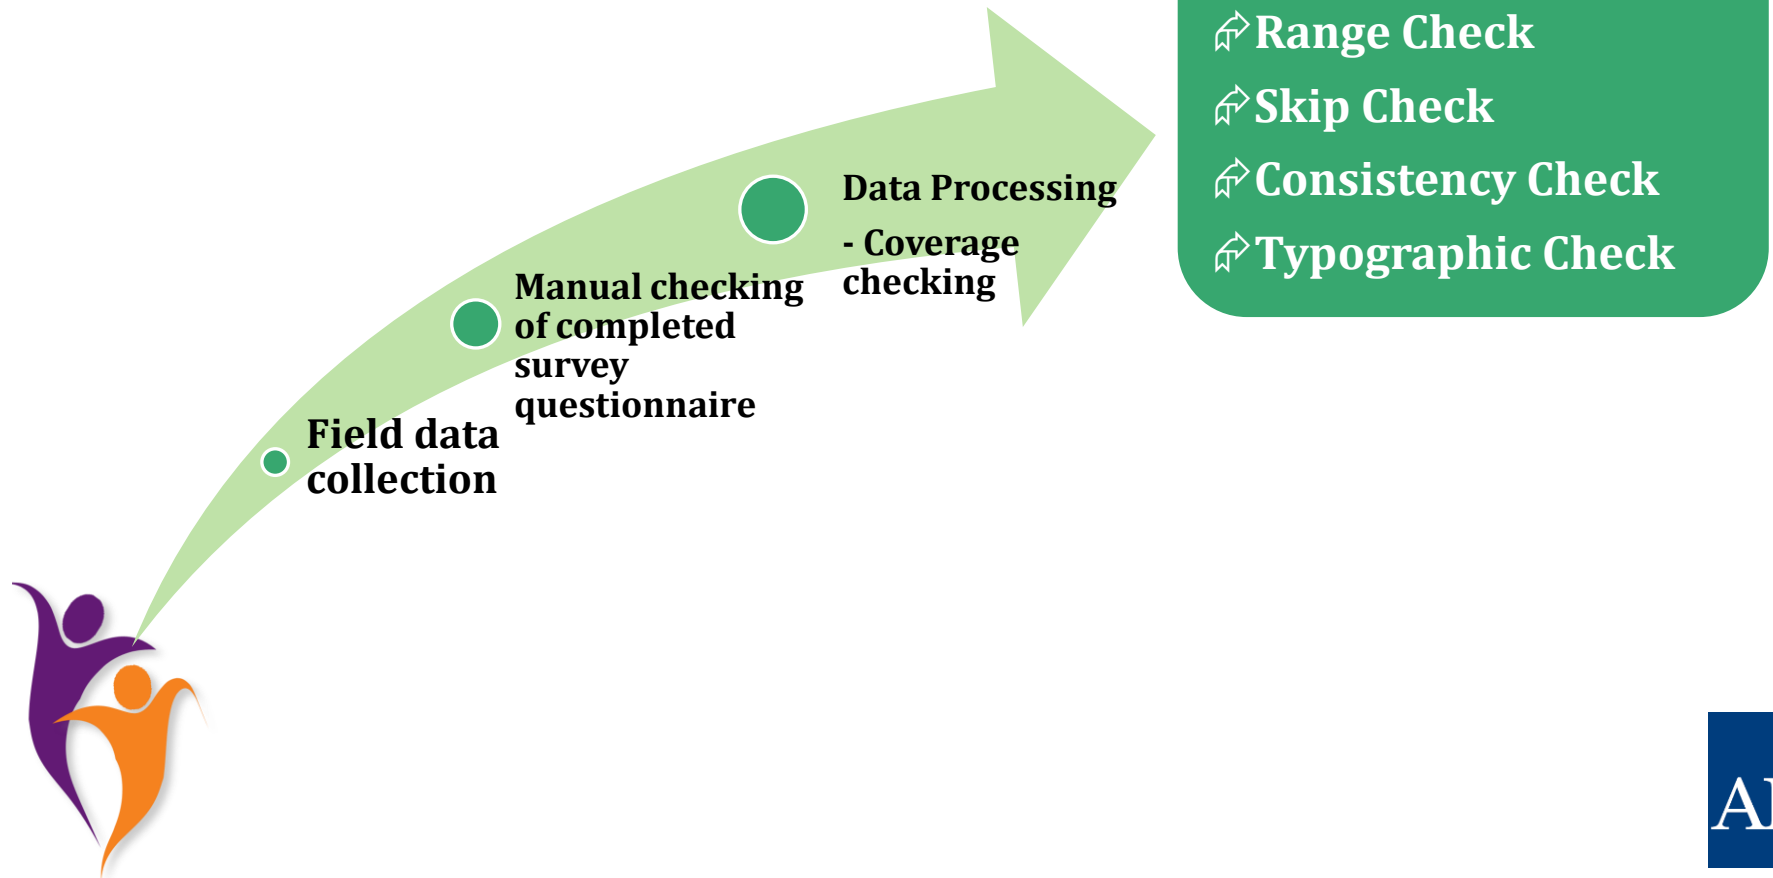 Range Check
Skip Check
Consistency Check
Typographic Check
Data Processing
- Coverage
checking
Manual checking
of completed
survey
questionnaire
Field data
collection